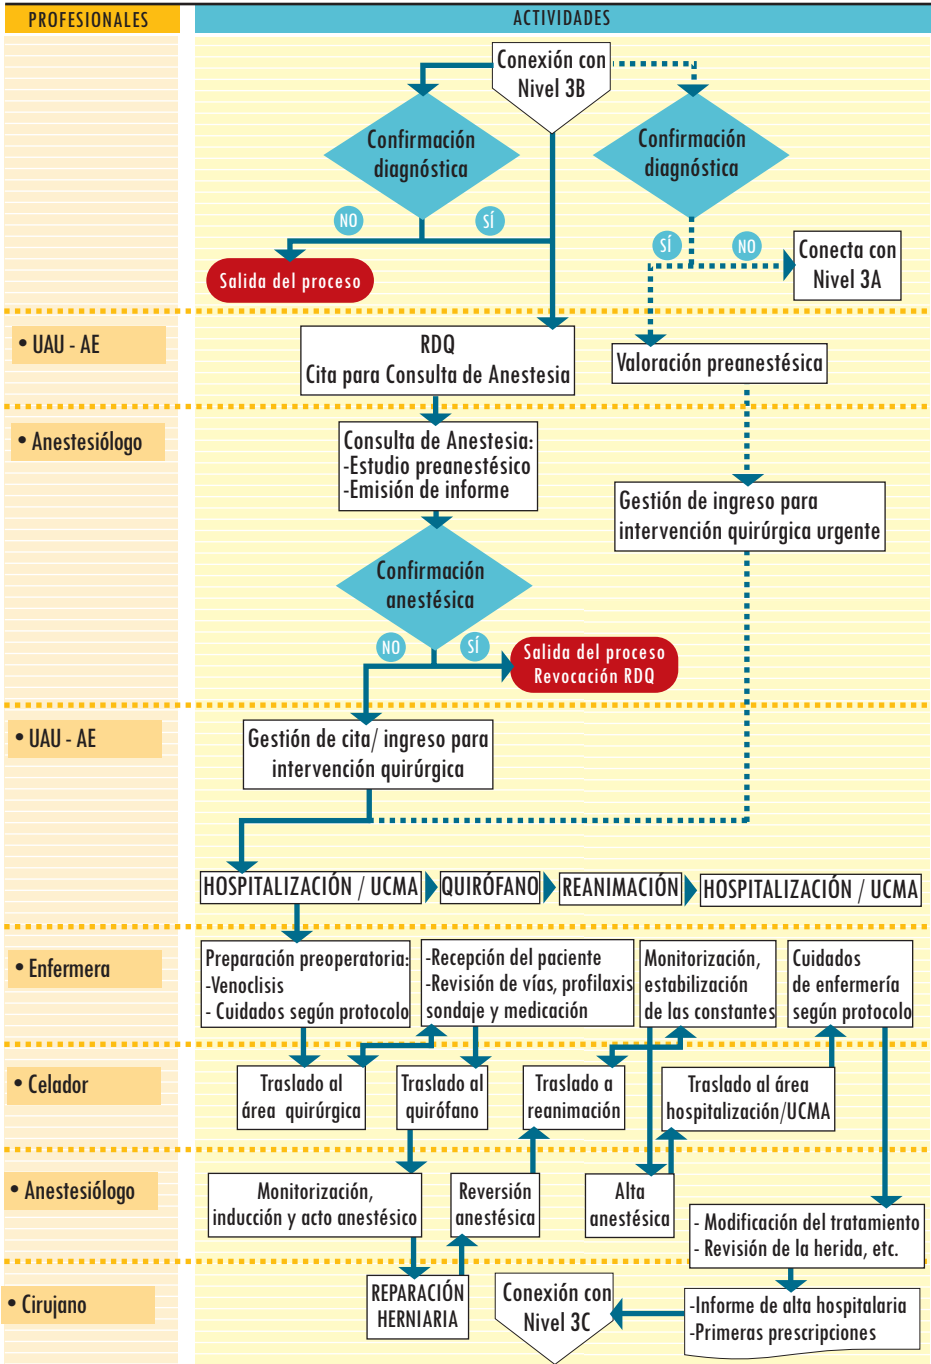 PROFESIONALES
ACTIVIDADES
Conexión con
Nivel 3B
Confirmación
diagnóstica
Confirmación
diagnóstica
NO
SÍ
SÍ
NO
Salida del proceso
Conecta con
Nivel 3A
• UAU - AE
RDQ
Cita para Consulta de Anestesia
Valoración preanestésica
• Anestesiólogo
Consulta de Anestesia:
-Estudio preanestésico
-Emisión de informe
Gestión de ingreso para
intervención quirúrgica urgente
Confirmación
anestésica
NO
SÍ
Salida del proceso
Revocación RDQ
• UAU - AE
Gestión de cita/ ingreso para
intervención quirúrgica
HOSPITALIZACIÓN / UCMA
QUIRÓFANO
REANIMACIÓN
HOSPITALIZACIÓN / UCMA
• Enfermera
Preparación preoperatoria:
-Venoclisis
- Cuidados según protocolo
-Recepción del paciente
-Revisión de vías, profilaxis
sondaje y medicación
Monitorización,
estabilización
de las constantes
Cuidados
de enfermería
según protocolo
• Celador
Traslado al
área quirúrgica
Traslado al
quirófano
Traslado a
reanimación
Traslado al área
hospitalización/UCMA
• Anestesiólogo
Monitorización,
inducción y acto anestésico
Reversión
anestésica
Alta
anestésica
- Modificación del tratamiento
- Revisión de la herida, etc.
• Cirujano
REPARACIÓN
HERNIARIA
Conexión con
Nivel 3C
-Informe de alta hospitalaria
-Primeras prescripciones